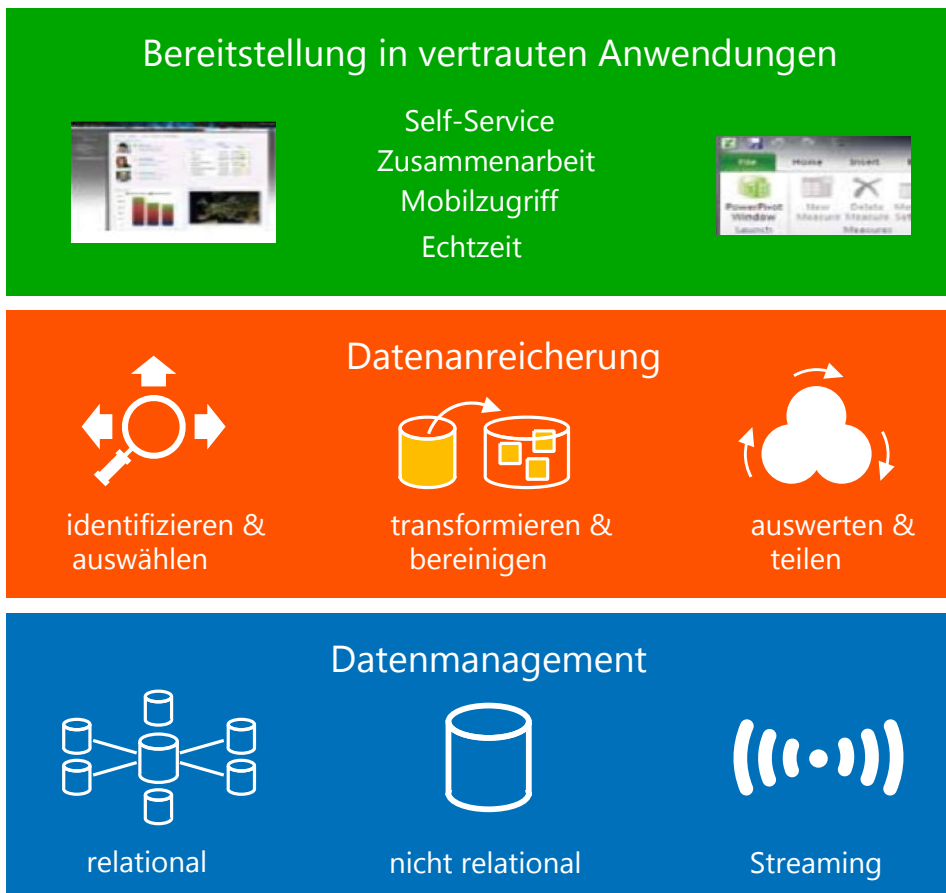 Bereitstellung in vertrauten Anwendungen
Self-Service
Zusammenarbeit
Mobilzugriff
Echtzeit
File Home Insert
PowerPivot
Window
New
Measure
Delete
Measure
Launch
Measures
Datenanreicherung
identifizieren &
auswählen
transformieren &
bereinigen
auswerten &
teilen
Datenmanagement
relational
nicht relational
Streaming